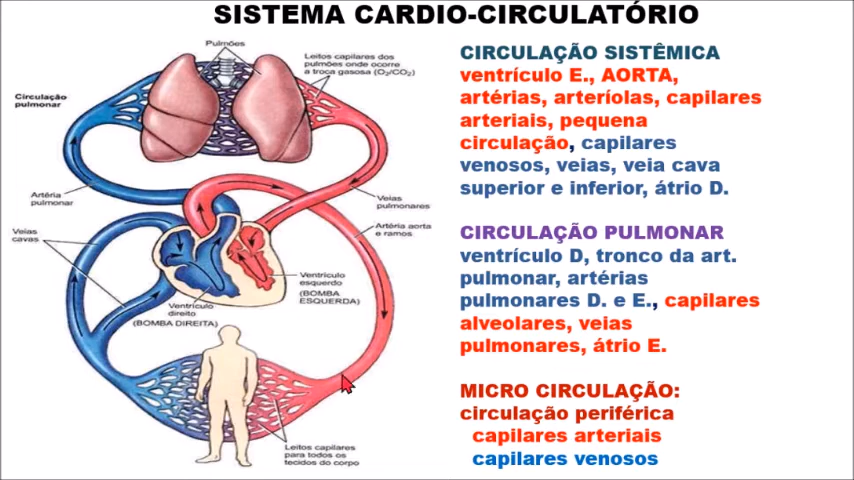 SISTEMA CARDIO-CIRCULATÓRIO
Pulmões
Leitos capilares dos
pulmões onde ocorre
a troca gasosa (O₂/CO₂)
Circulação
pulmonar
Artéria
pulmonar
Veias
pulmonares
Veias
cavas
Artéria aorta
e ramos
Ventrículo
esquerdo
(BOMBA
ESQUERDA)
Ventrículo
direito
(BOMBA DIREITA)
Leitos capilares
para todos os
tecidos do corpo
CIRCULAÇÃO SISTÊMICA
ventrículo E., AORTA,
artérias, arteríolas, capilares
arteriais, pequena
circulação, capilares
venosos, veias, veia cava
superior e inferior, átrio D.
CIRCULAÇÃO PULMONAR
ventrículo D, tronco da art.
pulmonar, artérias
pulmonares D. e E., capilares
alveolares, veias
pulmonares, átrio E.
MICRO CIRCULAÇÃO:
circulação periférica
capilares arteriais
capilares venosos